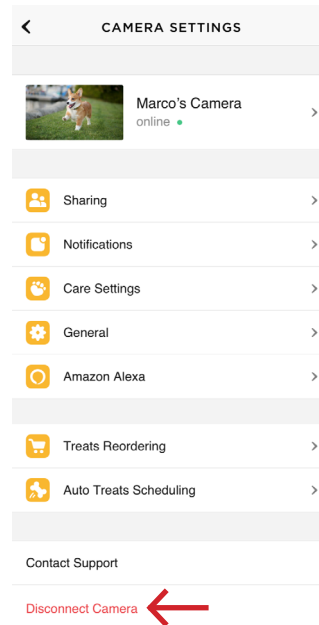 CAMERA SETTINGS
Marco's Camera
online
Sharing
Notifications
Care Settings
General
Amazon Alexa
Treats Reordering
Auto Treats Scheduling
Contact Support
Disconnect Camera